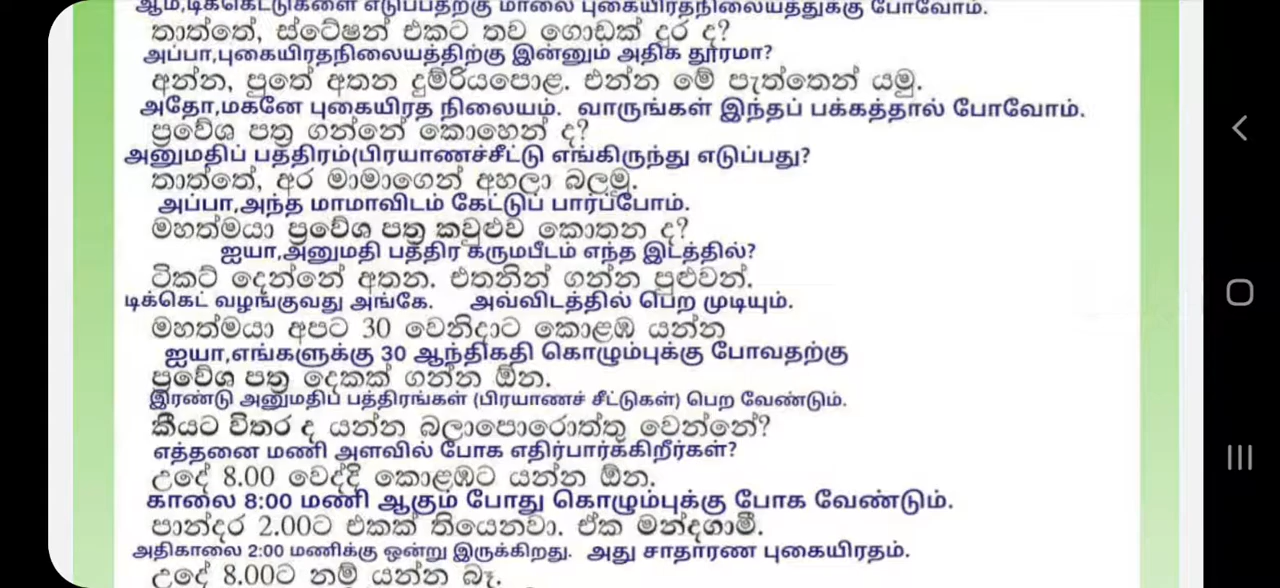 ஆம்,டிக்கெட்டுகளை எடுப்பதற்கு மாலை புகையிரதநிலையத்துக்கு போவோம்.
තාත්තේ, ස්ටේෂන් එකට තව ගොඩක් දුර ද?
அப்பா,புகையிரதநிலையத்திற்கு இன்னும் அதிக தூரமா?
අන්න, පුතේ අතන දුම්රියපොළ. එන්න මේ පැත්තෙන් යමු.
அதோ,மகனே புகையிரத நிலையம். வாருங்கள் இந்தப் பக்கத்தால் போவோம்.
ප්‍රවේශ පත්‍ර ගන්නේ කොහෙන් ද?
அனுமதிப் பத்திரம்(பிரயாணச்சீட்டு எங்கிருந்து எடுப்பது?
තාත්තේ, අර මාමාගෙන් අහලා බලමු.
அப்பா,அந்த மாமாவிடம் கேட்டுப் பார்ப்போம்.
මහත්මයා ප්‍රවේශ පත්‍ර කවුළුව කොතන ද?
ஐயா,அனுமதி பத்திர கருமபீடம் எந்த இடத்தில்?
ටිකට් දෙන්නේ අතන. එතනින් ගන්න පුළුවන්.
டிக்கெட் வழங்குவது அங்கே. அவ்விடத்தில் பெற முடியும்.
මහත්මයා අපට 30 වෙනිදාට කොළඹ යන්න
ஐயா,எங்களுக்கு 30 ஆந்திகதி கொழும்புக்கு போவதற்கு
ප්‍රවේශ පත්‍ර දෙකක් ගන්න ඕන.
இரண்டு அனுமதிப் பத்திரங்கள் (பிரயாணச் சீட்டுகள்) பெற வேண்டும்.
කීයට විතර ද යන්න බලාපොරොත්තු වෙන්නේ?
எத்தனை மணி அளவில் போக எதிர்பார்க்கிறீர்கள்?
උදේ 8.00 වෙද්දි කොළඹට යන්න ඕන.
காலை 8:00 மணி ஆகும் போது கொழும்புக்கு போக வேண்டும்.
පාන්දර 2.00ට එකක් තියෙනවා. ඒක මන්දගාමී.
அதிகாலை 2:00 மணிக்கு ஒன்று இருக்கிறது. அது சாதாரண புகையிரதம்.
උදේ 8.00ට නම් යන්න බෑ.